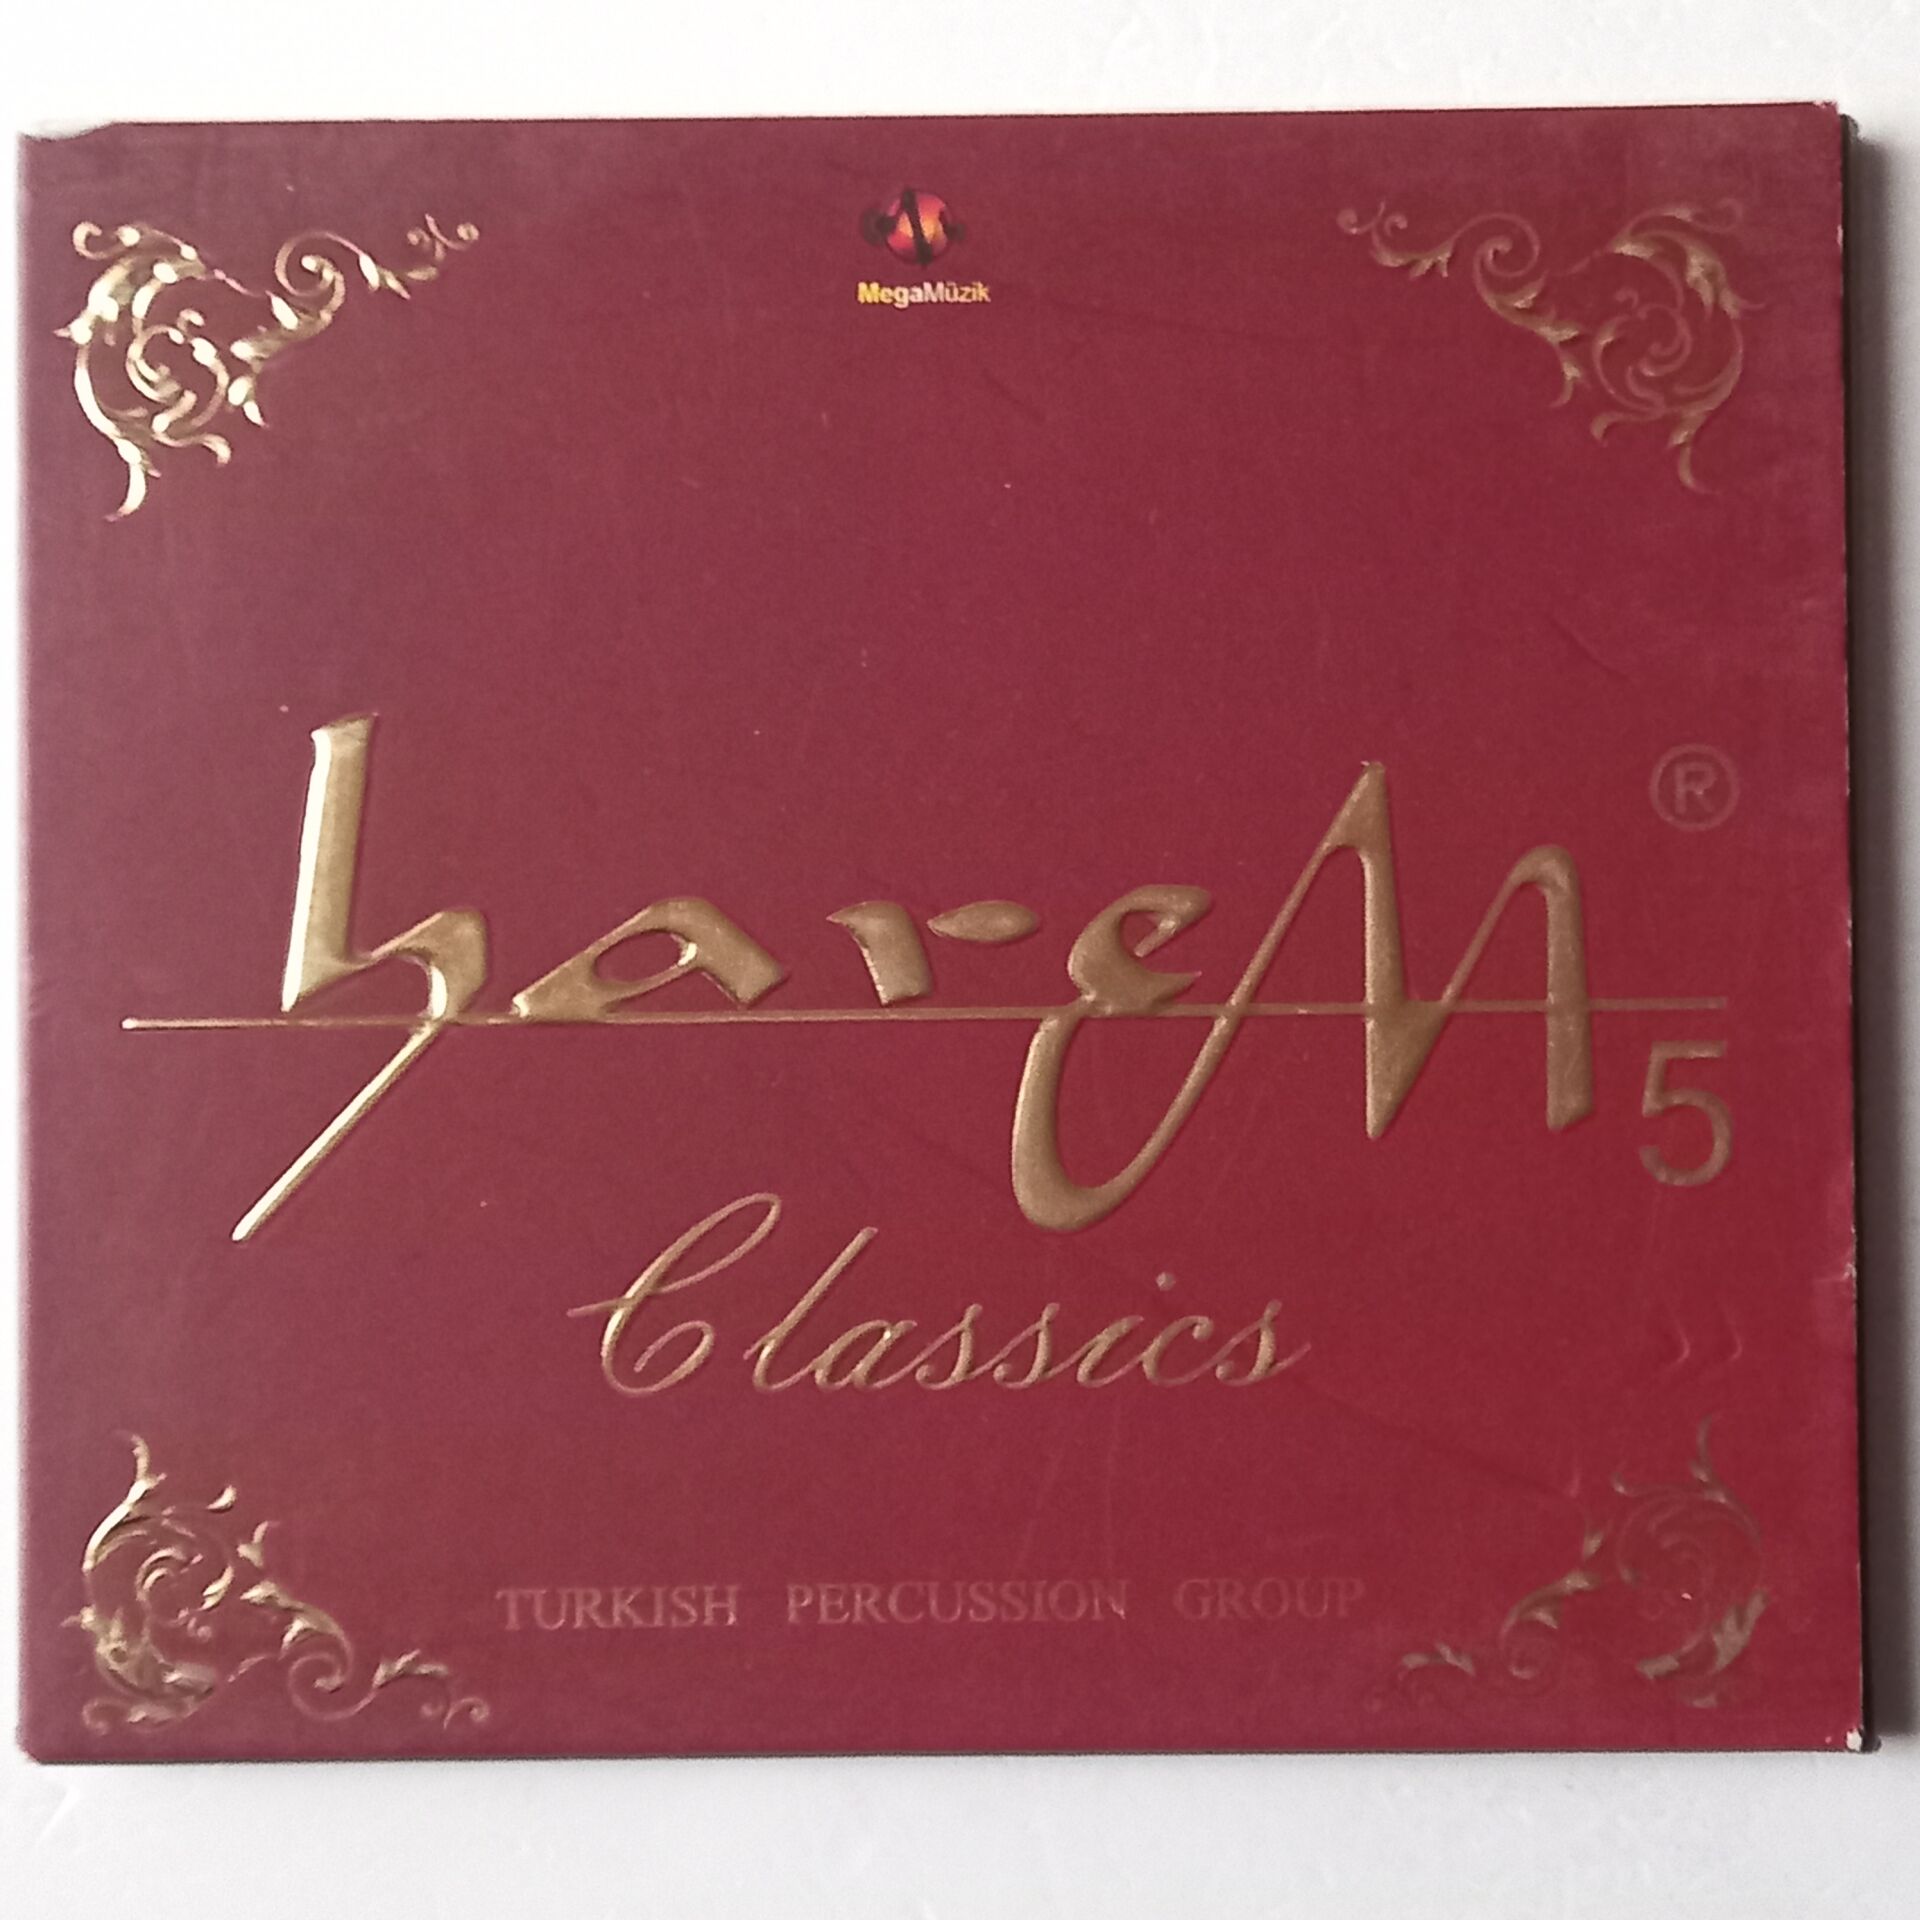 MegaMüzik
®
harem
5
Classics
TURKISH PERCUSSION GROUP